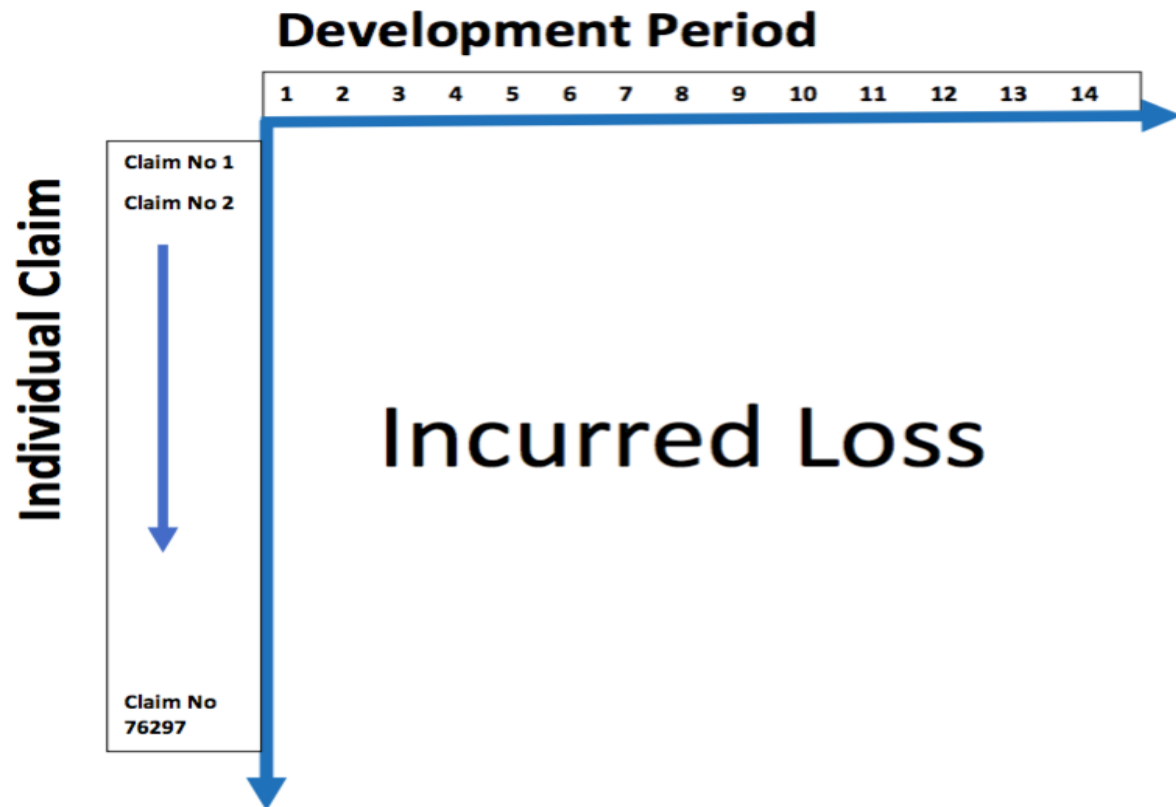 Development Period
1 2 3 4 5 6 7 8 9 10 11 12 13 14
Individual Claim
Claim No 1
Claim No 2
Incurred Loss
Claim No
76297